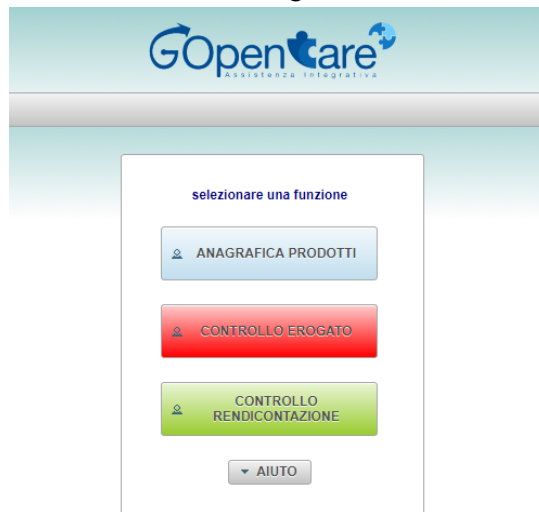 GOpenCare
Assistenza Integrativa
selezionare una funzione
ANAGRAFICA PRODOTTI
CONTROLLO EROGATO
CONTROLLO
RENDICONTAZIONE
AIUTO